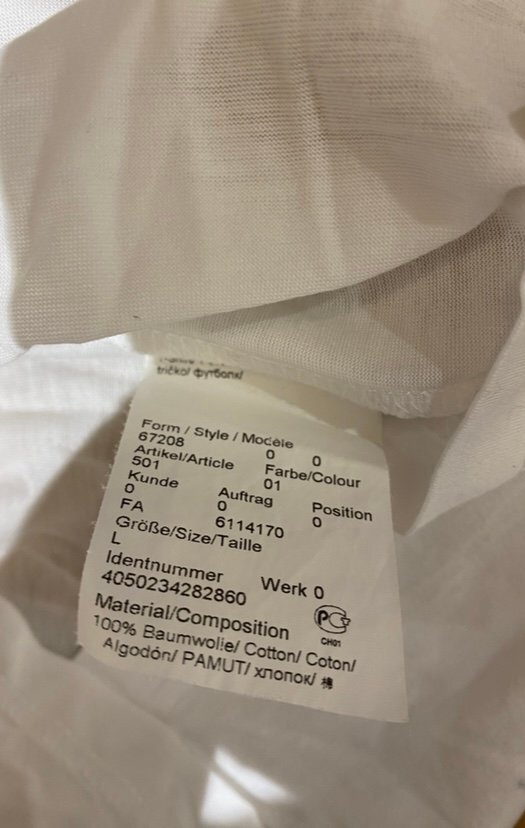 tričko/ футболк/
Form / Style / Modèle
67208 0 0
Artikel/Article Farbe/Colour
501 01
Kunde Auftrag Position
0 0 0
FA 6114170
Größe/Size/Taille
L
Identnummer Werk 0
4050234282860
Material/Composition
PC
CH01
100% Baumwolle/ Cotton/ Coton/
Algodón/ PAMUT/ хлопок/ 棉